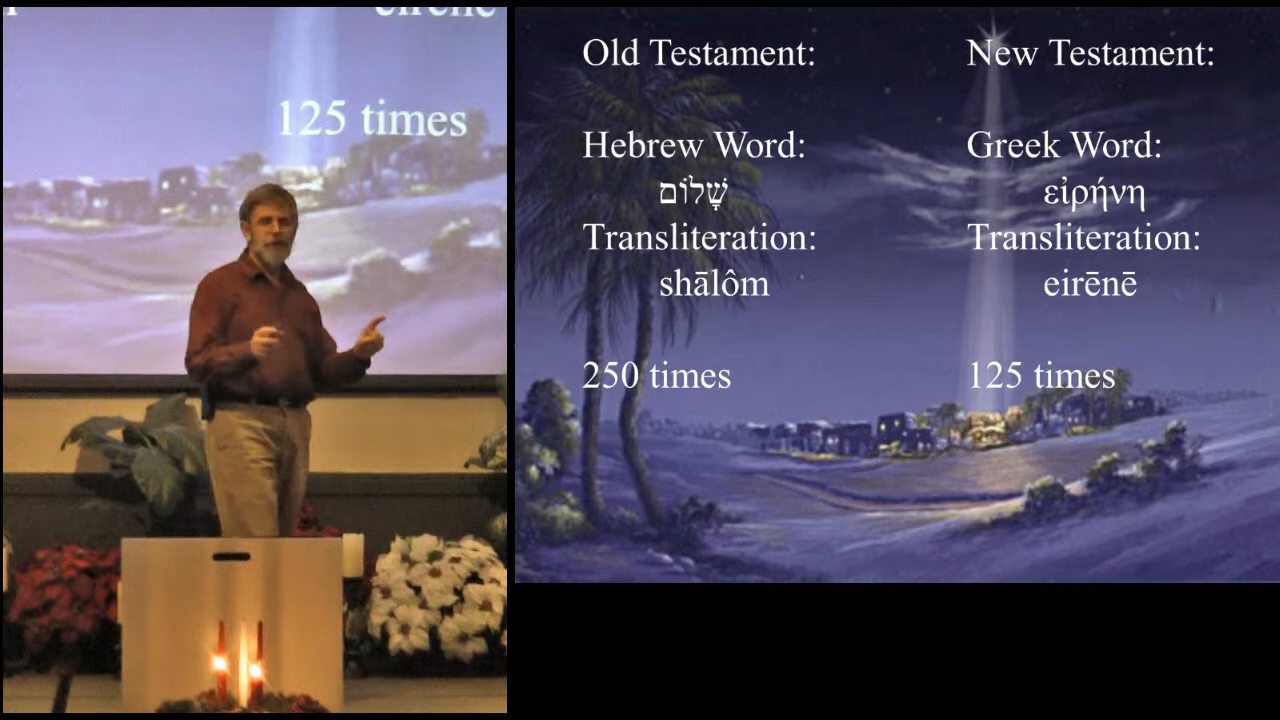 eirēnē
125 times
Old Testament:
Hebrew Word:
שָׁלוֹם
Transliteration:
shālôm
250 times
New Testament:
Greek Word:
εἰρήνη
Transliteration:
eirēnē
125 times